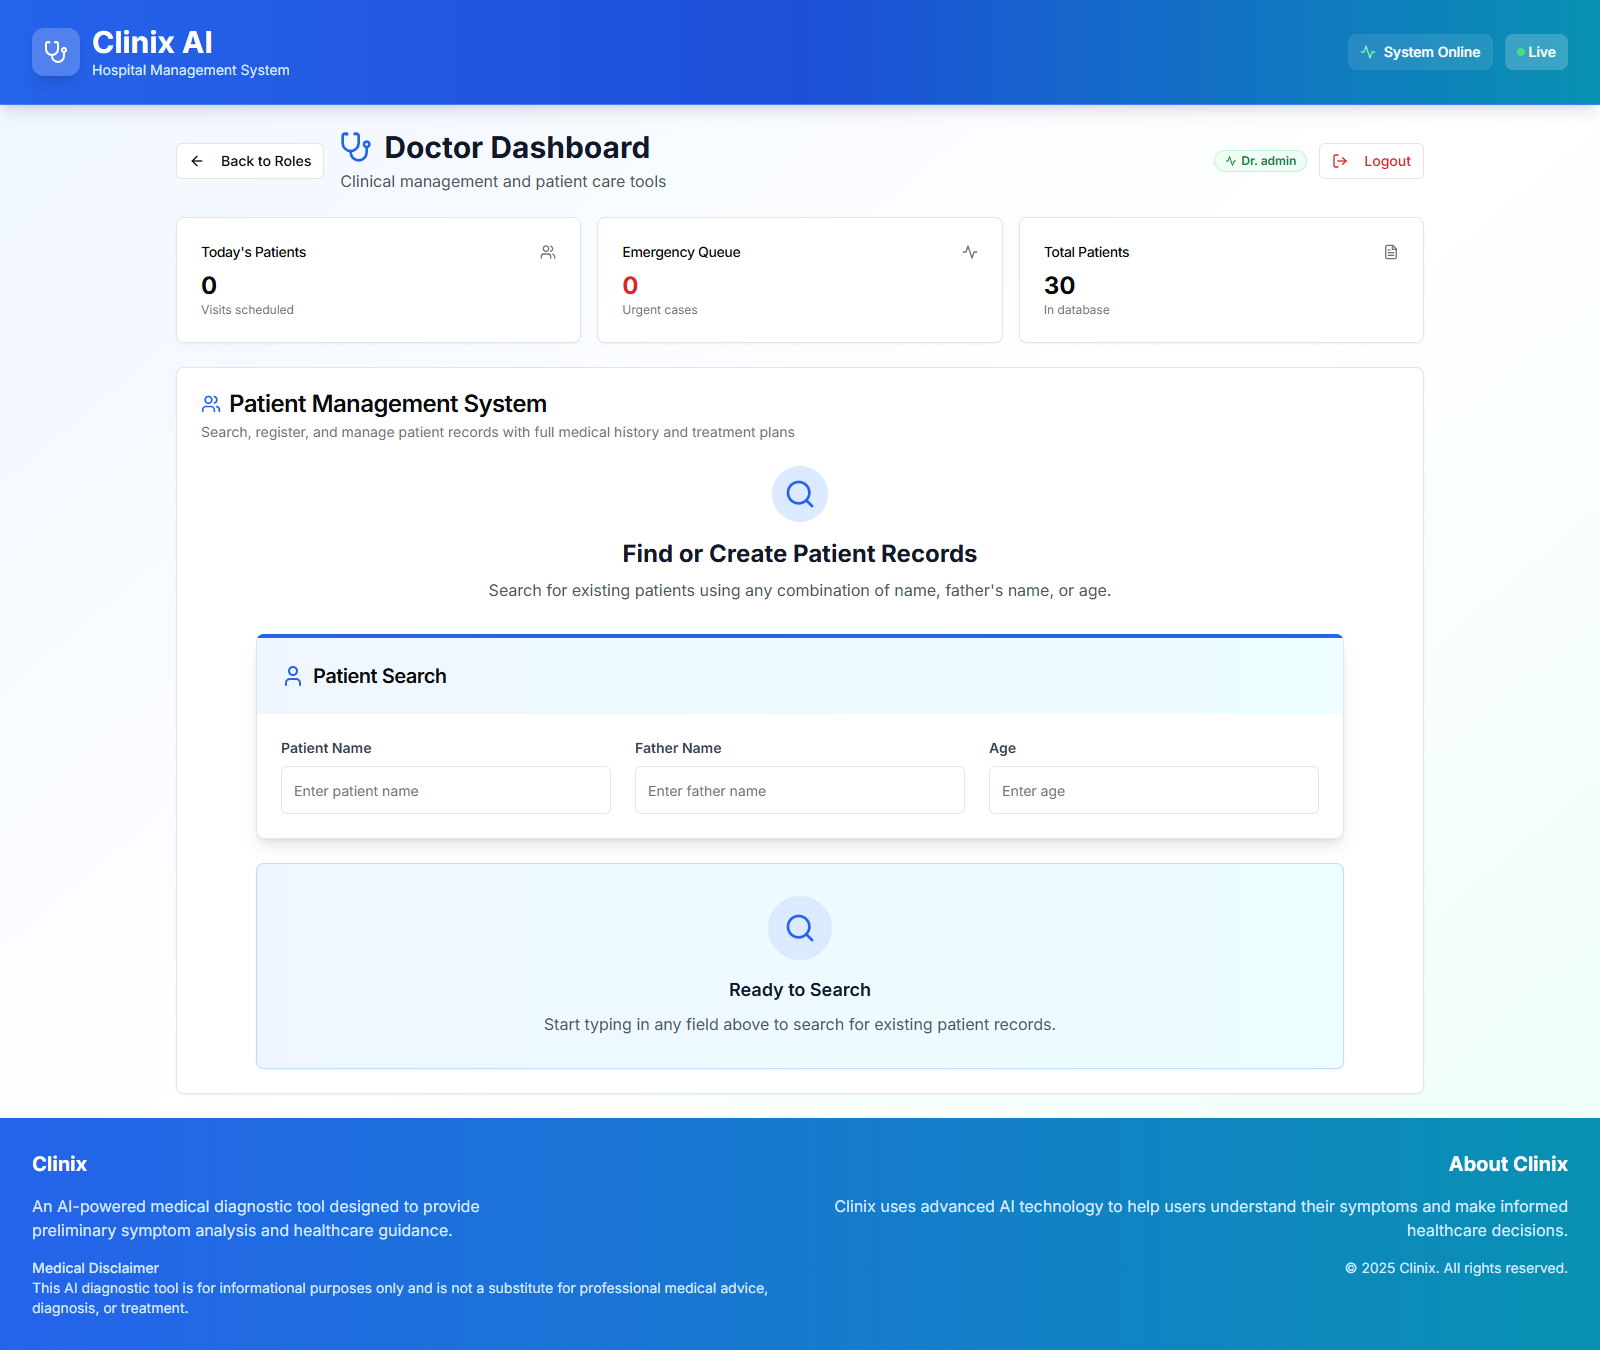 Clinix AI
Hospital Management System
System Online
Live
Back to Roles
Doctor Dashboard
Clinical management and patient care tools
Dr. admin
Logout
Today's Patients
0
Visits scheduled
Emergency Queue
0
Urgent cases
Total Patients
30
In database
Patient Management System
Search, register, and manage patient records with full medical history and treatment plans
Find or Create Patient Records
Search for existing patients using any combination of name, father's name, or age.
Patient Search
Patient Name
Enter patient name
Father Name
Enter father name
Age
Enter age
Ready to Search
Start typing in any field above to search for existing patient records.
Clinix
An AI-powered medical diagnostic tool designed to provide
preliminary symptom analysis and healthcare guidance.
Medical Disclaimer
This AI diagnostic tool is for informational purposes only and is not a substitute for professional medical advice,
diagnosis, or treatment.
About Clinix
Clinix uses advanced AI technology to help users understand their symptoms and make informed
healthcare decisions.
© 2025 Clinix. All rights reserved.